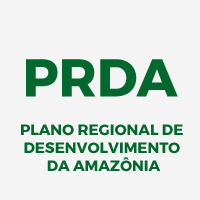 PRDA
PLANO REGIONAL DE
DESENVOLVIMENTO
DA AMAZÔNIA